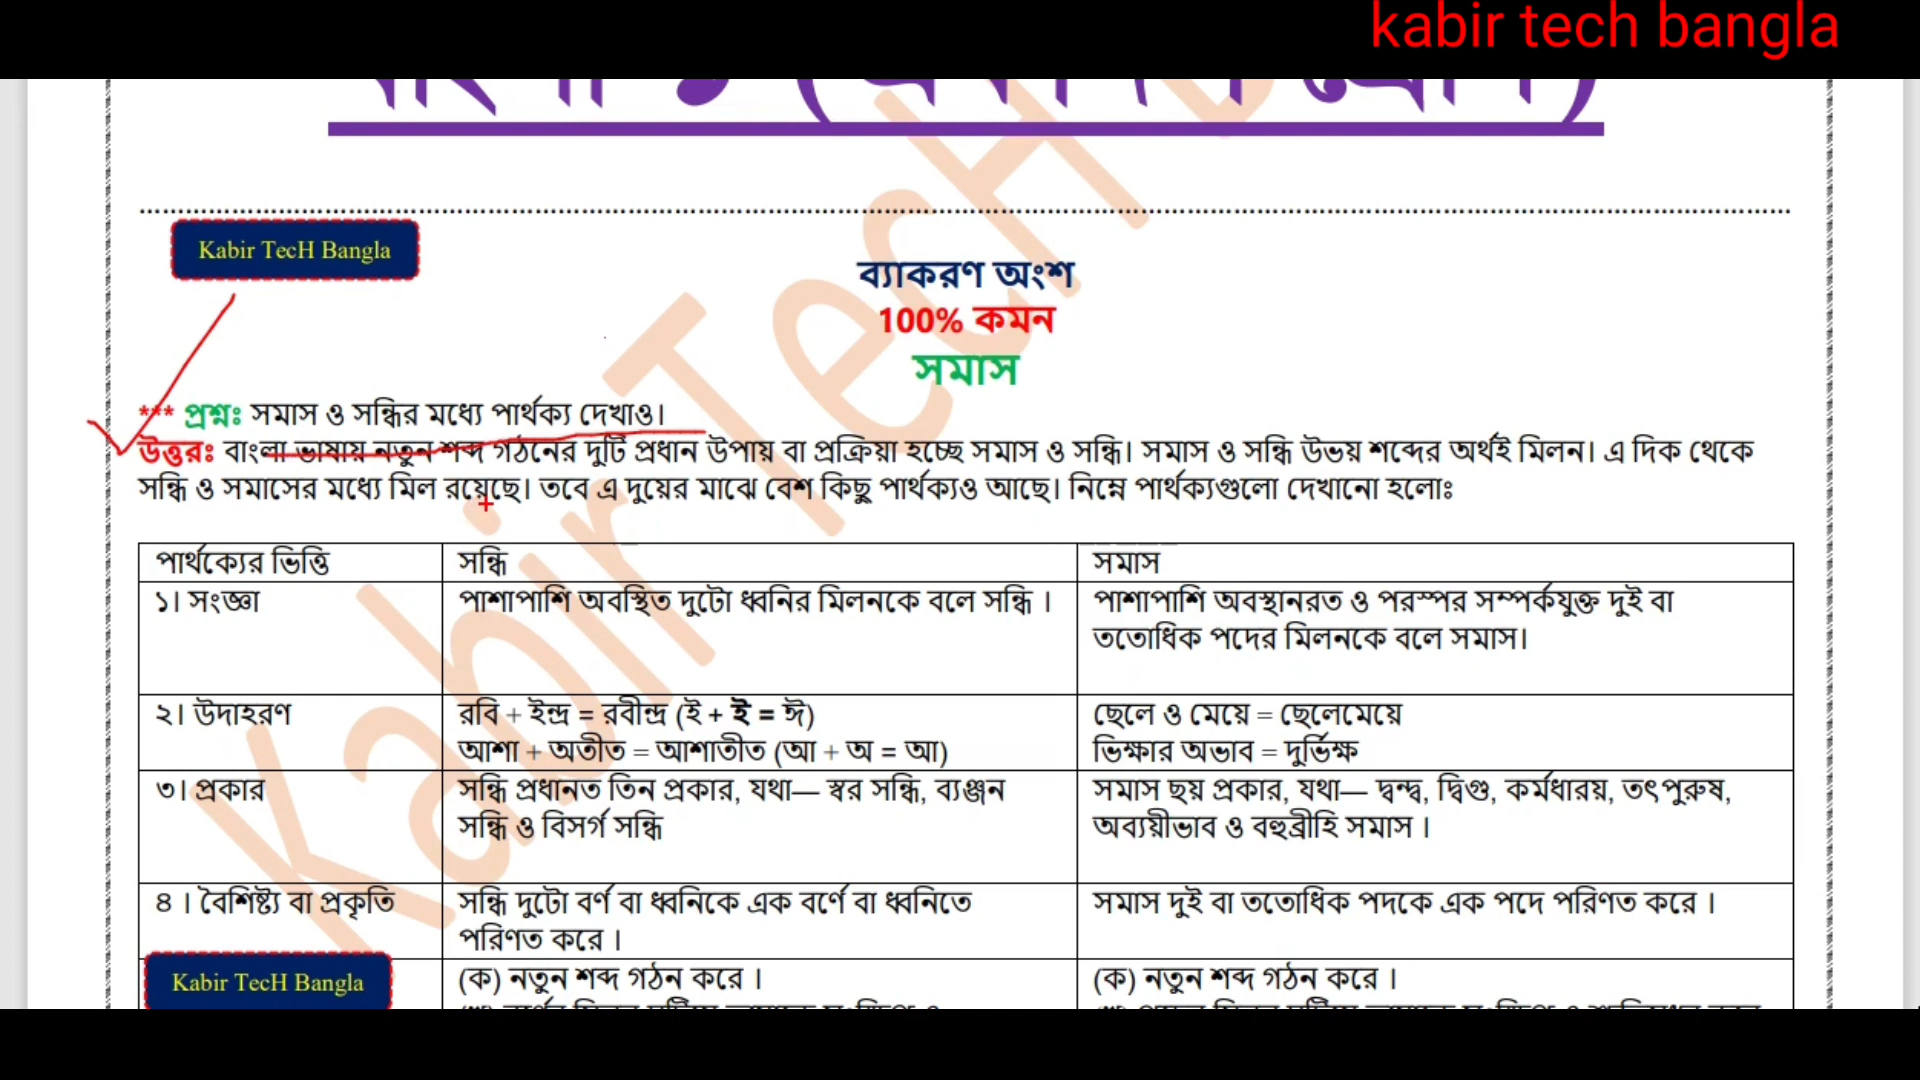 kabir tech bangla
Kabir TecH Bangla
ব্যাকরণ অংশ
100% কমন
সমাস
*** প্রশ্নঃ সমাস ও সন্ধির মধ্যে পার্থক্য দেখাও।
উত্তরঃ বাংলা ভাষায় নতুন শব্দ গঠনের দুটি প্রধান উপায় বা প্রক্রিয়া হচ্ছে সমাস ও সন্ধি। সমাস ও সন্ধি উভয় শব্দের অর্থই মিলন। এ দিক থেকে
সন্ধি ও সমাসের মধ্যে মিল রয়েছে। তবে এ দুয়ের মাঝে বেশ কিছু পার্থক্যও আছে। নিম্নে পার্থক্যগুলো দেখানো হলোঃ
পার্থক্যের ভিত্তি সন্ধি সমাস
১। সংজ্ঞা পাশাপাশি অবস্থিত দুটো ধ্বনির মিলনকে বলে সন্ধি । পাশাপাশি অবস্থানরত ও পরস্পর সম্পর্কযুক্ত দুই বা
ততোধিক পদের মিলনকে বলে সমাস।
২। উদাহরণ রবি + ইন্দ্র = রবীন্দ্র (ই + ই = ঈ) ছেলে ও মেয়ে = ছেলেমেয়ে
আশা + অতীত = আশাতীত (আ + অ = আ) ভিক্ষার অভাব = দুর্ভিক্ষ
৩। প্রকার সন্ধি প্রধানত তিন প্রকার, যথা— স্বর সন্ধি, ব্যঞ্জন সমাস ছয় প্রকার, যথা— দ্বন্দ্ব, দ্বিগু, কর্মধারয়, তৎপুরুষ,
সন্ধি ও বিসর্গ সন্ধি অব্যয়ীভাব ও বহুব্রীহি সমাস ।
৪ । বৈশিষ্ট্য বা প্রকৃতি সন্ধি দুটো বর্ণ বা ধ্বনিকে এক বর্ণে বা ধ্বনিতে সমাস দুই বা ততোধিক পদকে এক পদে পরিণত করে ।
পরিণত করে ।
Kabir TecH Bangla (ক) নতুন শব্দ গঠন করে । (ক) নতুন শব্দ গঠন করে ।
Kabir TecH